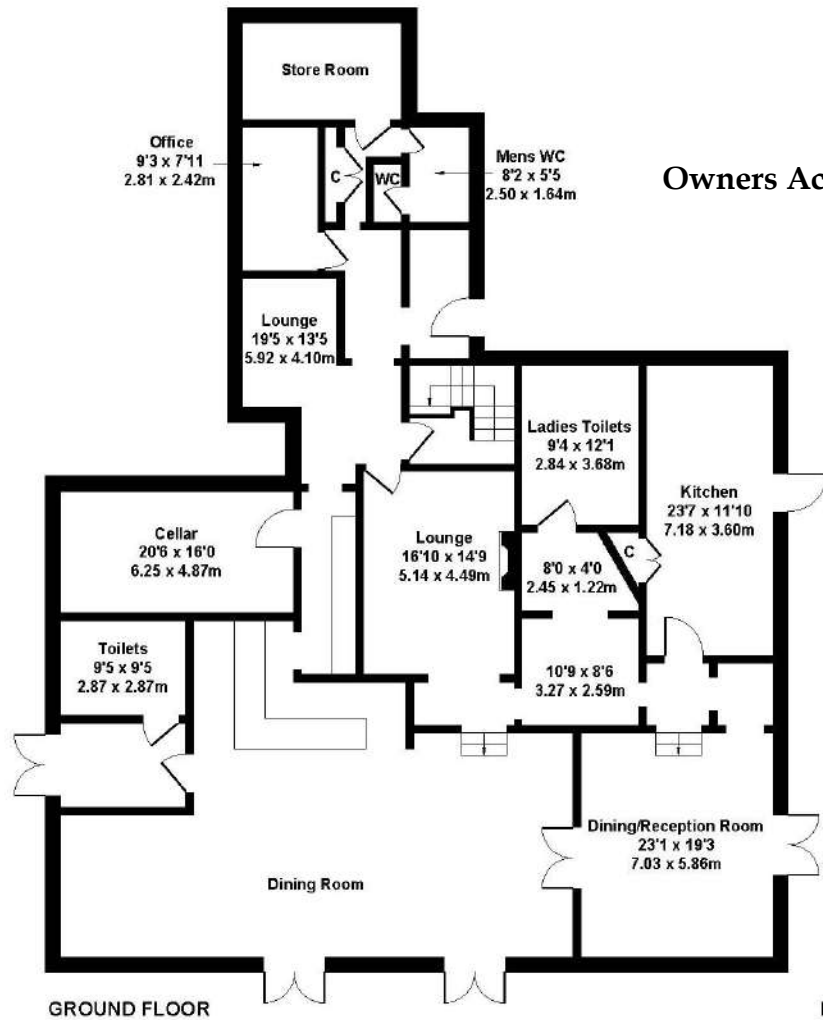 Store Room
Office
9'3 x 7'11
2.81 x 2.42m
C
WC
Mens WC
8'2 x 5'5
2.50 x 1.64m
Owners Ac
Lounge
19'5 x 13'5
5.92 x 4.10m
Ladies Toilets
9'4 x 12'1
2.84 x 3.68m
Kitchen
23'7 x 11'10
7.18 x 3.60m
Cellar
20'6 x 16'0
6.25 x 4.87m
Lounge
16'10 x 14'9
5.14 x 4.49m
C
8'0 x 4'0
2.45 x 1.22m
Toilets
9'5 x 9'5
2.87 x 2.87m
10'9 x 8'6
3.27 x 2.59m
Dining/Reception Room
23'1 x 19'3
7.03 x 5.86m
Dining Room
GROUND FLOOR